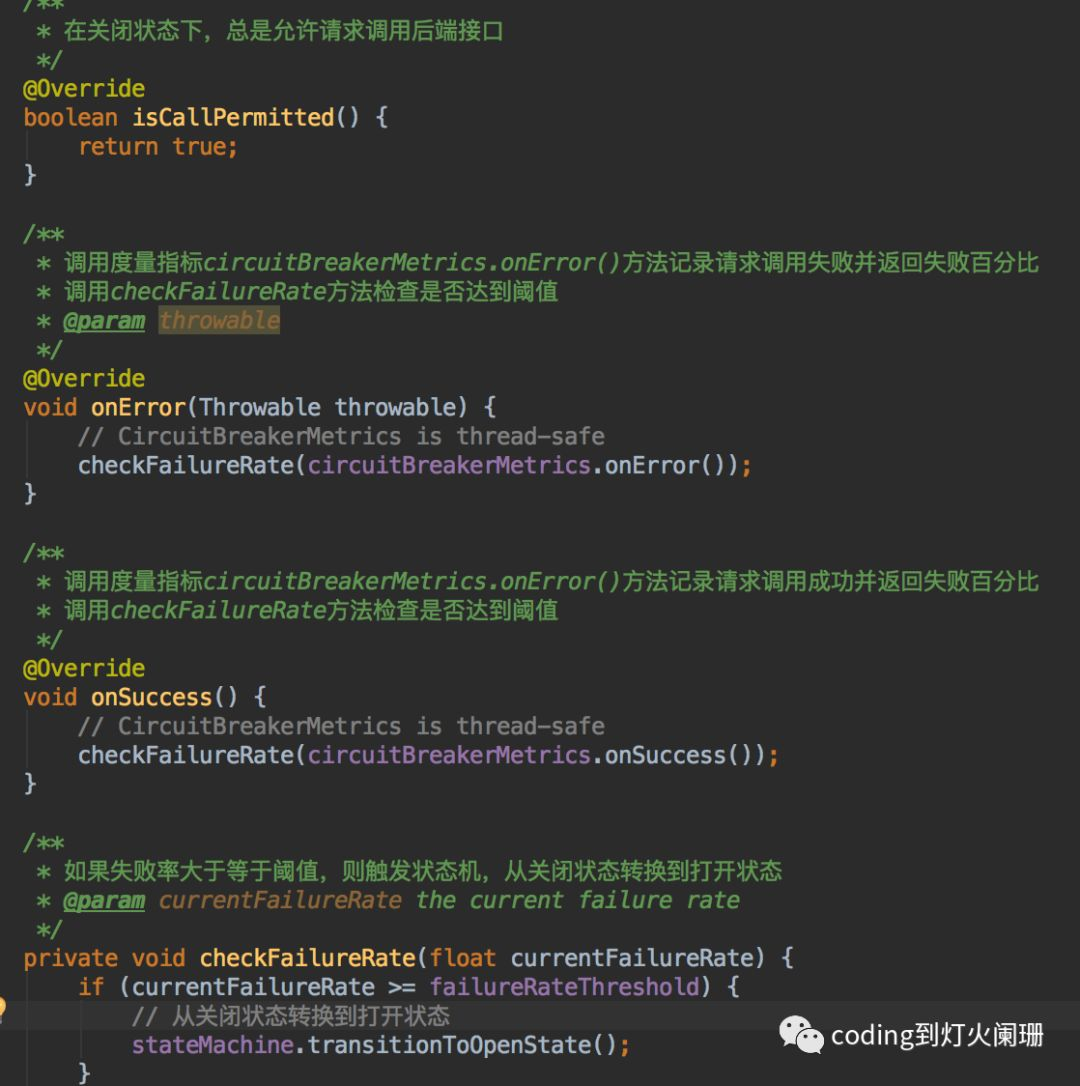 /**
 * 在关闭状态下，总是允许请求调用后端接口
 */
@Override
boolean isCallPermitted() {
    return true;
}

/**
 * 调用度量指标circuitBreakerMetrics.onError()方法记录请求调用失败并返回失败百分比
 * 调用checkFailureRate方法检查是否达到阈值
 * @param throwable
 */
@Override
void onError(Throwable throwable) {
    // CircuitBreakerMetrics is thread-safe
    checkFailureRate(circuitBreakerMetrics.onError());
}

/**
 * 调用度量指标circuitBreakerMetrics.onError()方法记录请求调用成功并返回失败百分比
 * 调用checkFailureRate方法检查是否达到阈值
 */
@Override
void onSuccess() {
    // CircuitBreakerMetrics is thread-safe
    checkFailureRate(circuitBreakerMetrics.onSuccess());
}

/**
 * 如果失败率大于等于阈值，则触发状态机，从关闭状态转换到打开状态
 * @param currentFailureRate the current failure rate
 */
private void checkFailureRate(float currentFailureRate) {
    if (currentFailureRate >= failureRateThreshold) {
        // 从关闭状态转换到打开状态
        stateMachine.transitionToOpenState();
    }
coding到灯火阑珊